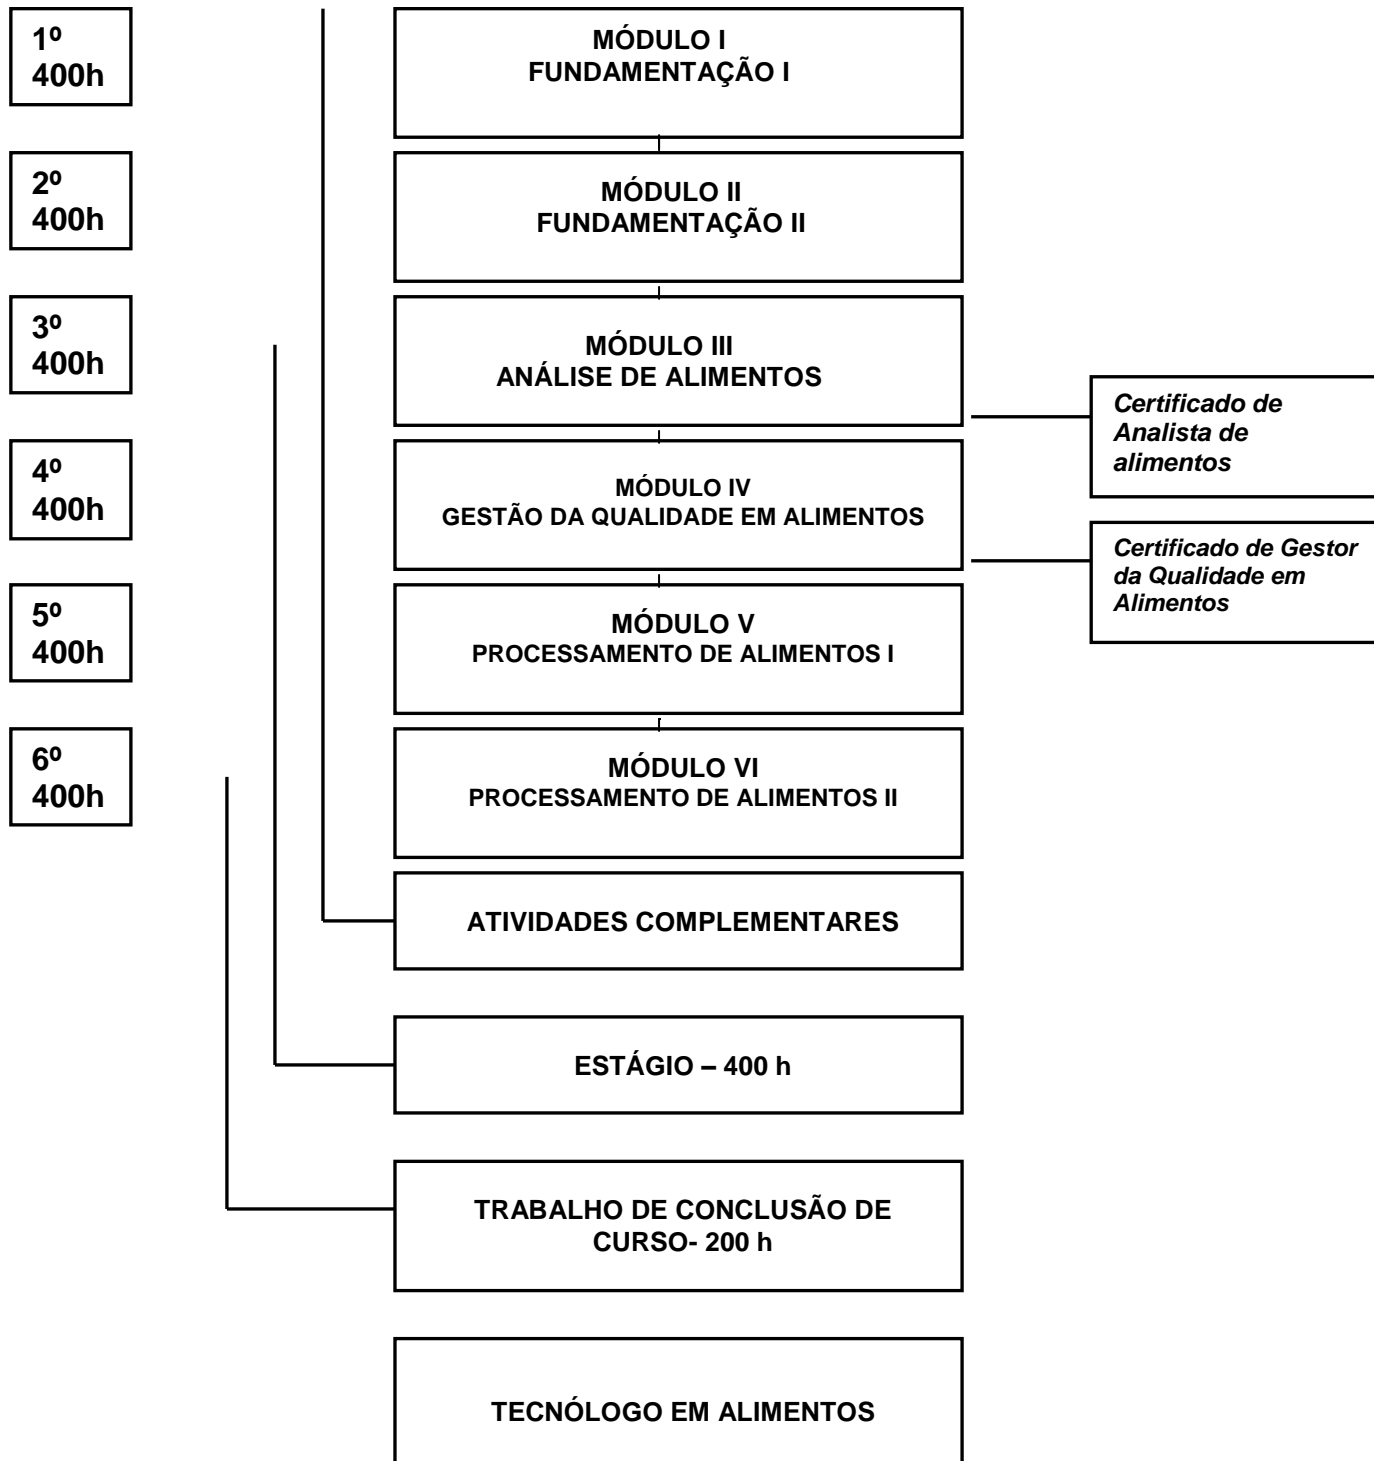 1º
400h
MÓDULO I
FUNDAMENTAÇÃO I
2º
400h
MÓDULO II
FUNDAMENTAÇÃO II
3º
400h
MÓDULO III
ANÁLISE DE ALIMENTOS
Certificado de
Analista de
alimentos
4º
400h
MÓDULO IV
GESTÃO DA QUALIDADE EM ALIMENTOS
Certificado de Gestor
da Qualidade em
Alimentos
5º
400h
MÓDULO V
PROCESSAMENTO DE ALIMENTOS I
6º
400h
MÓDULO VI
PROCESSAMENTO DE ALIMENTOS II
ATIVIDADES COMPLEMENTARES
ESTÁGIO – 400 h
TRABALHO DE CONCLUSÃO DE
CURSO- 200 h
TECNÓLOGO EM ALIMENTOS